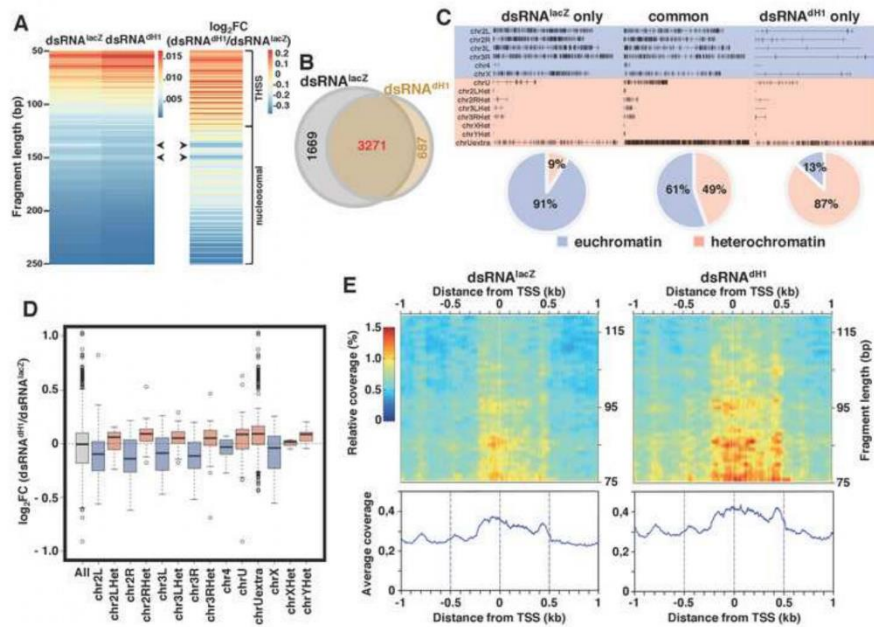 A
dsRNAlacZ dsRNAdH1
log2FC
(dsRNAdH1/dsRNAlacZ)
50
100
150
200
250
Fragment length (bp)
.015
.010
.005
0.2
0.1
0
-0.1
-0.2
-0.3
THSS
nucleosomal
B
dsRNAlacZ
dsRNAdH1
1669
3271
687
C
dsRNAlacZ only
common
dsRNAdH1 only
chr2L
chr2R
chr3L
chr3R
chr4
chrX
chrU
chr2LHet
chr2RHet
chr3LHet
chr3RHet
chrXHet
chrYHet
chrUextra
9%
91%
61%
49%
13%
87%
euchromatin
heterochromatin
D
log2FC (dsRNAdH1/dsRNAlacZ)
1.0
0.5
0
- 0.5
- 1.0
All
chr2L
chr2LHet
chr2R
chr2RHet
chr3L
chr3LHet
chr3R
chr3RHet
chr4
chrU
chrUextra
chrX
chrXHet
chrYHet
E
dsRNAlacZ
Distance from TSS (kb)
-1 -0.5 0 0.5 1
dsRNAdH1
Distance from TSS (kb)
-1 -0.5 0 0.5 1
Relative coverage (%)
1.5
1.0
0.5
0
115
95
75
115
95
75
Fragment length (bp)
Average coverage
0,4
0,2
0
-1 -0.5 0 0.5 1
Distance from TSS (kb)
0,4
0,2
0
-1 -0.5 0 0.5 1
Distance from TSS (kb)